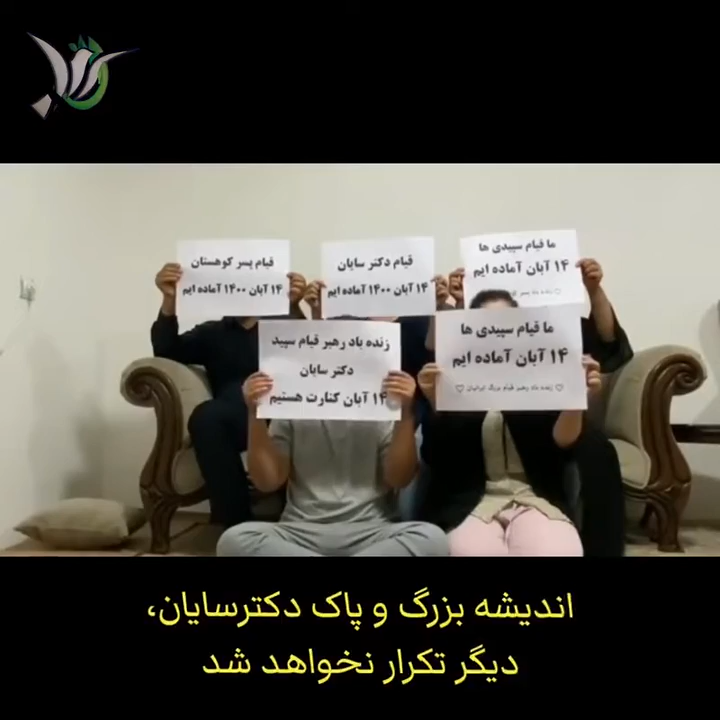 ما قیام سپیدی ها
۱۴ آبان آماده ایم
زنده باد
قیام دکتر سایان
۱۴ آبان ۱۴۰۰ آماده ایم
قیام پسر کوهستان
۱۴ آبان ۱۴۰۰ آماده ایم
ما قیام سپیدی ها
۱۴ آبان آماده ایم
♡ زنده باد رهبر قیام بزرگ ایرانیان ♡
زنده باد رهبر قیام سپید
دکتر سایان
۱۴ آبان کنارت هستیم
اندیشه بزرگ و پاک دکترسایان،
دیگر تکرار نخواهد شد